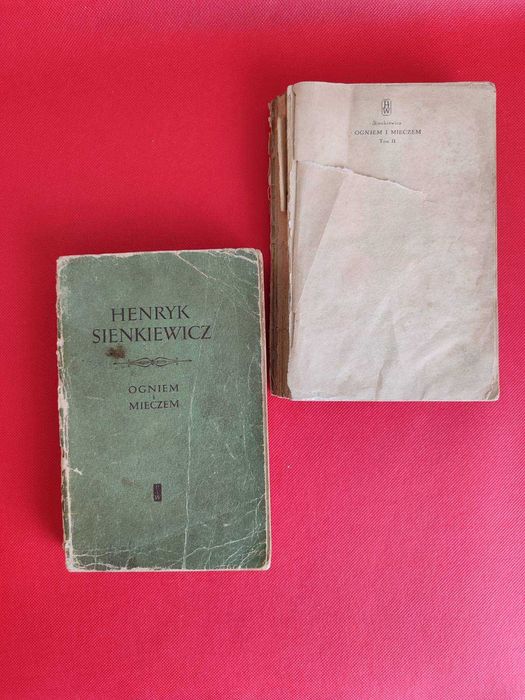 HENRYK
SIENKIEWICZ
OGNIEM
i
MIECZEM
PIW
Sienkiewicz
OGNIEM I MIECZEM
Tom II